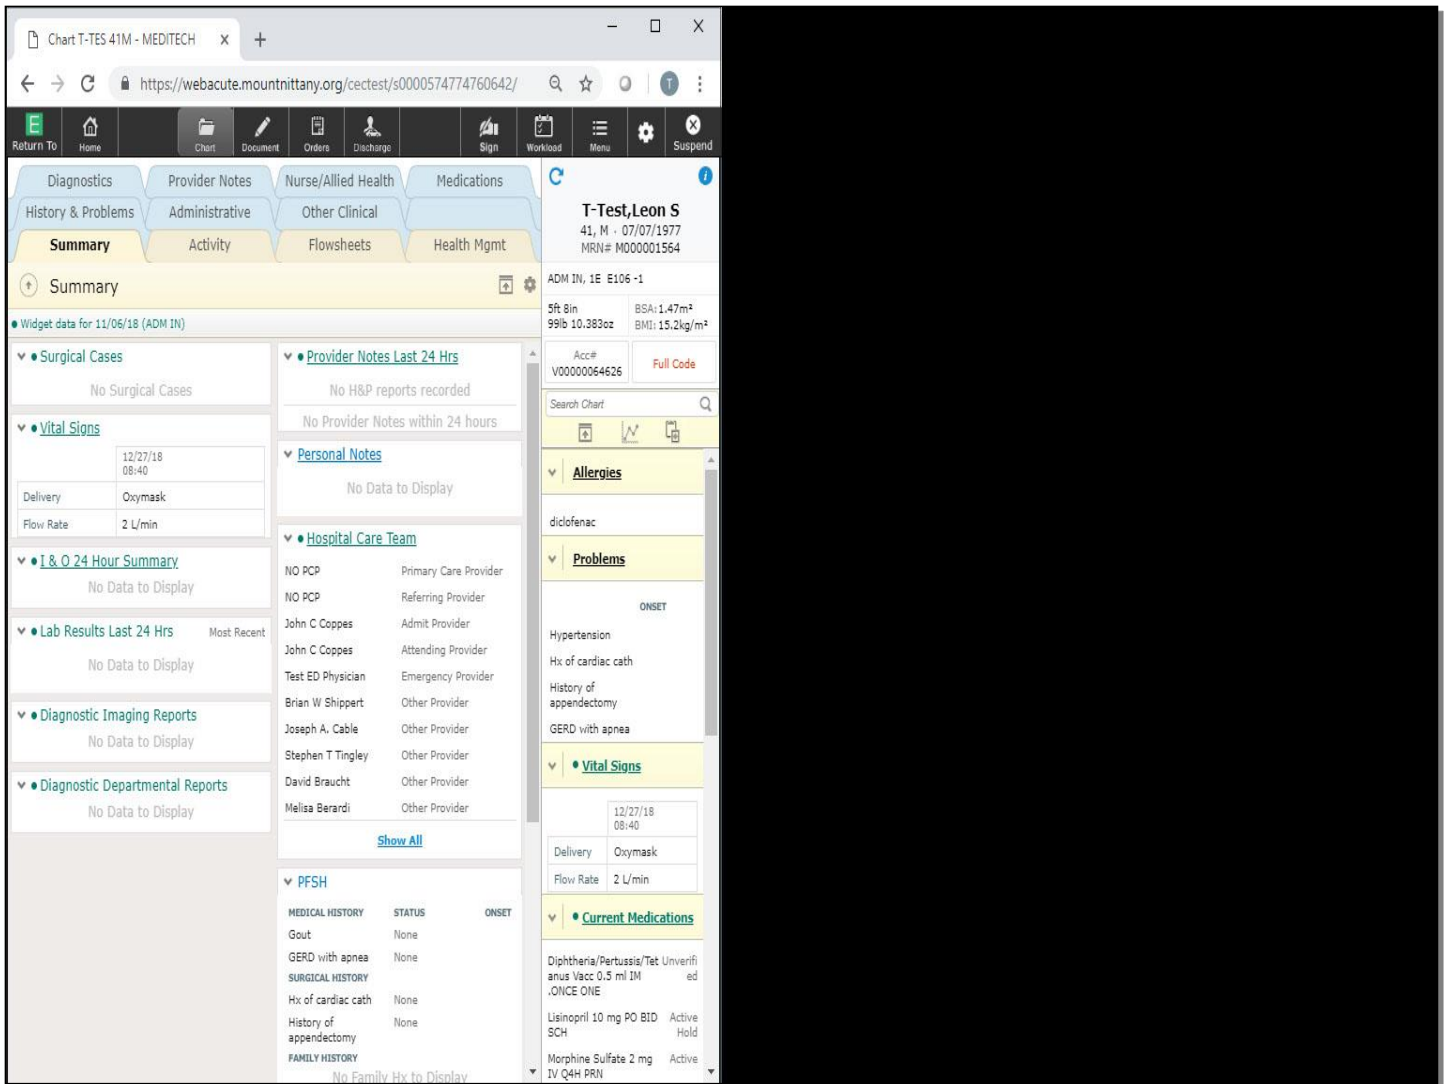 Chart T-TES 41M - MEDITECH
https://webacute.mountnittany.org/cectest/s0000574774760642/
T
E
Return To
Home
Chart
Document
Orders
Discharge
Sign
Workload
Menu
Suspend
Diagnostics
Provider Notes
Nurse/Allied Health
Medications
History & Problems
Administrative
Other Clinical
Summary
Activity
Flowsheets
Health Mgmt
Summary
Widget data for 11/06/18 (ADM IN)
Surgical Cases
No Surgical Cases
Vital Signs
12/27/18
08:40
Delivery Oxymask
Flow Rate 2 L/min
I & O 24 Hour Summary
No Data to Display
Lab Results Last 24 Hrs Most Recent
No Data to Display
Diagnostic Imaging Reports
No Data to Display
Diagnostic Departmental Reports
No Data to Display
Provider Notes Last 24 Hrs
No H&P reports recorded
No Provider Notes within 24 hours
Personal Notes
No Data to Display
Hospital Care Team
NO PCP Primary Care Provider
NO PCP Referring Provider
John C Coppes Admit Provider
John C Coppes Attending Provider
Test ED Physician Emergency Provider
Brian W Shippert Other Provider
Joseph A. Cable Other Provider
Stephen T Tingley Other Provider
David Braucht Other Provider
Melisa Berardi Other Provider
Show All
PFSH
MEDICAL HISTORY STATUS ONSET
Gout None
GERD with apnea None
SURGICAL HISTORY
Hx of cardiac cath None
History of None
appendectomy
FAMILY HISTORY
No Family Hx to Display
i
T-Test,Leon S
41, M · 07/07/1977
MRN# M000001564
ADM IN, 1E E106 -1
5ft 8in BSA: 1.47m²
99lb 10.383oz BMI: 15.2kg/m²
Acc#
V00000064626
Full Code
Search Chart
Allergies
diclofenac
Problems
ONSET
Hypertension
Hx of cardiac cath
History of
appendectomy
GERD with apnea
Vital Signs
12/27/18
08:40
Delivery Oxymask
Flow Rate 2 L/min
Current Medications
Diphtheria/Pertussis/Tet Unverifi
anus Vacc 0.5 ml IM ed
.ONCE ONE
Lisinopril 10 mg PO BID Active
SCH Hold
Morphine Sulfate 2 mg Active
IV Q4H PRN